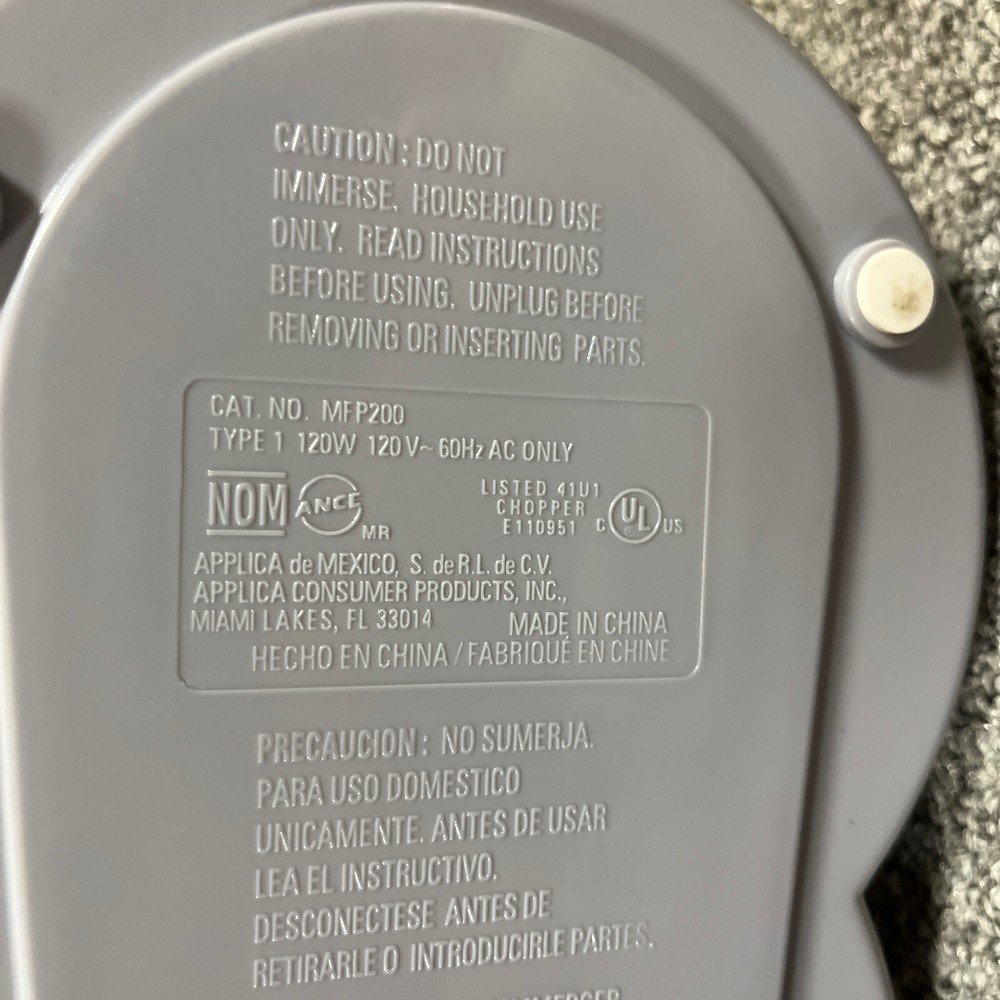 CAUTION : DO NOT
IMMERSE. HOUSEHOLD USE
ONLY. READ INSTRUCTIONS
BEFORE USING. UNPLUG BEFORE
REMOVING OR INSERTING PARTS.
CAT. NO. MFP200
TYPE 1 120W 120 V~ 60Hz AC ONLY
NOM ANCE MR
LISTED 41U1
CHOPPER
E110951 C UL US
APPLICA de MEXICO, S. de R.L. de C.V.
APPLICA CONSUMER PRODUCTS, INC.,
MIAMI LAKES, FL 33014 MADE IN CHINA
HECHO EN CHINA / FABRIQUÉ EN CHINE
PRECAUCION : NO SUMERJA.
PARA USO DOMESTICO
UNICAMENTE. ANTES DE USAR
LEA EL INSTRUCTIVO.
DESCONECTESE ANTES DE
RETIRARLE O INTRODUCIRLE PARTES.